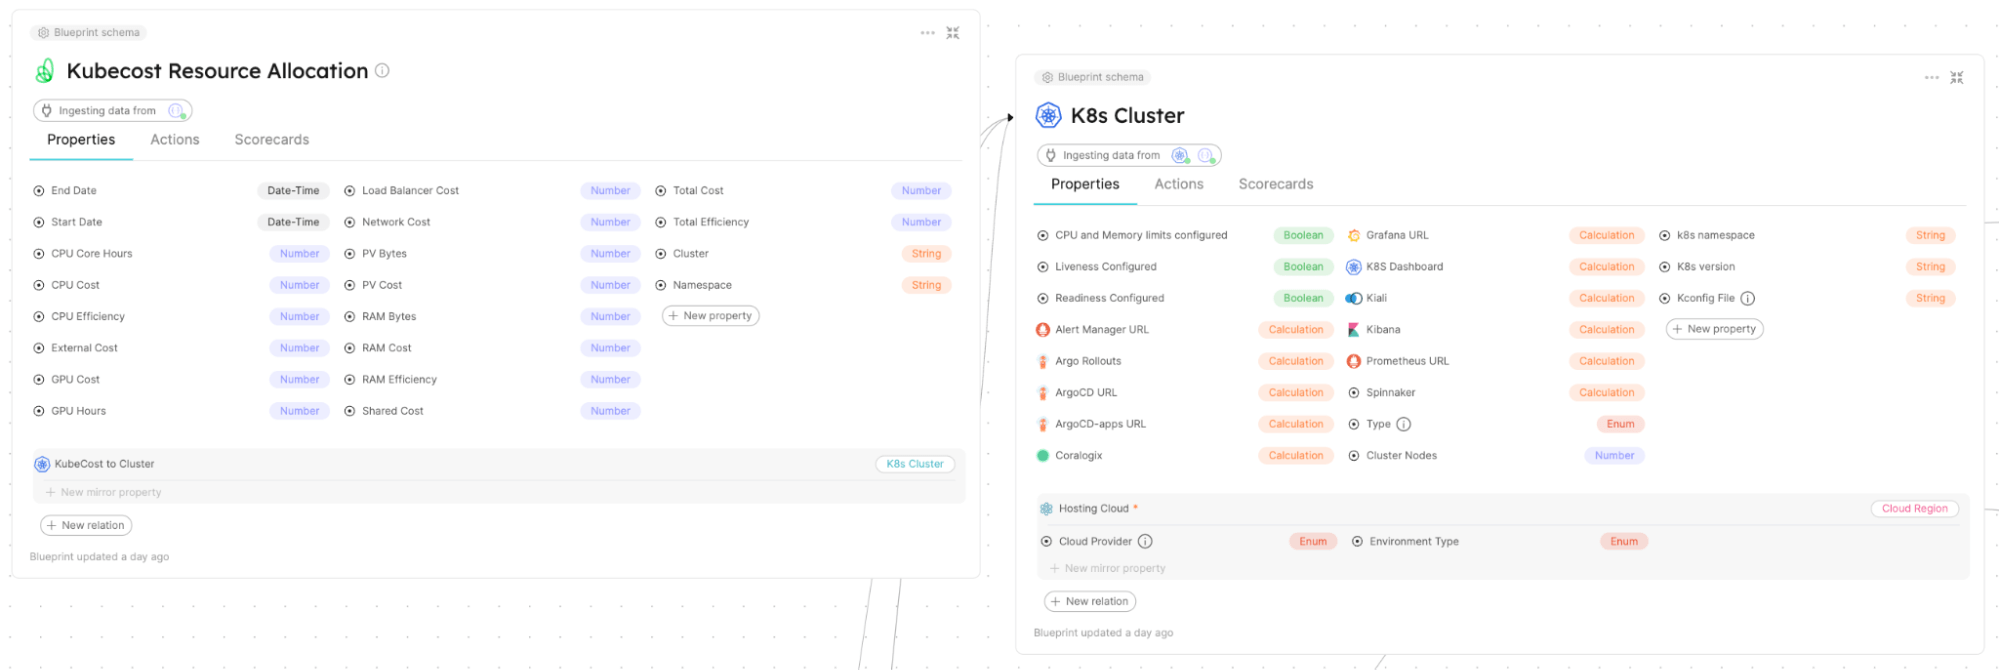 Blueprint schema
Kubecost Resource Allocation
Ingesting data from
Properties Actions Scorecards
End Date Date-Time Load Balancer Cost Number Total Cost Number
Start Date Date-Time Network Cost Number Total Efficiency Number
CPU Core Hours Number PV Bytes Number Cluster String
CPU Cost Number PV Cost Number Namespace String
CPU Efficiency Number RAM Bytes Number + New property
External Cost Number RAM Cost Number
GPU Cost Number RAM Efficiency Number
GPU Hours Number Shared Cost Number
KubeCost to Cluster K8s Cluster
+ New mirror property
+ New relation
Blueprint updated a day ago
Blueprint schema
K8s Cluster
Ingesting data from
Properties Actions Scorecards
CPU and Memory limits configured Boolean Grafana URL Calculation k8s namespace String
Liveness Configured Boolean K8S Dashboard Calculation K8s version String
Readiness Configured Boolean Kiali Calculation Kconfig File String
Alert Manager URL Calculation Kibana Calculation + New property
Argo Rollouts Calculation Prometheus URL Calculation
ArgoCD URL Calculation Spinnaker Calculation
ArgoCD-apps URL Calculation Type Enum
Coralogix Calculation Cluster Nodes Number
Hosting Cloud * Cloud Region
Cloud Provider Enum Environment Type Enum
+ New mirror property
+ New relation
Blueprint updated a day ago